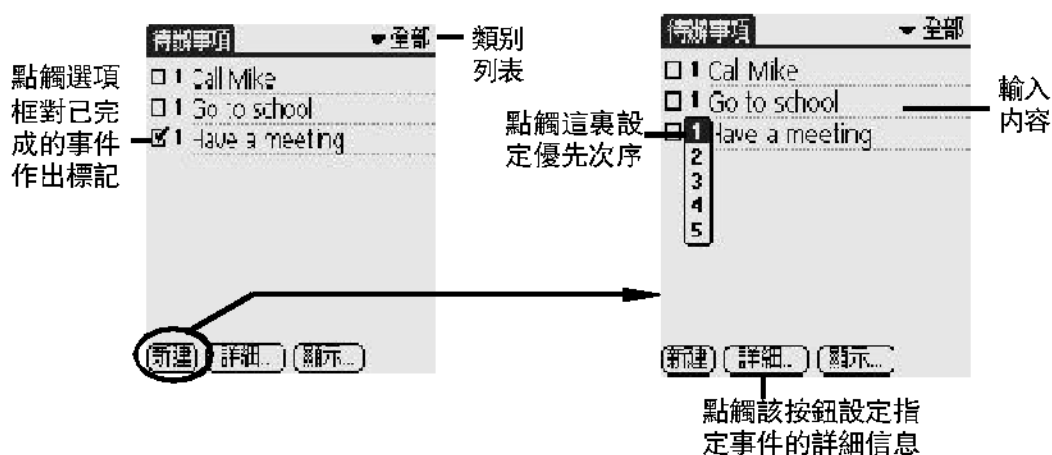 待辦事項
全部
類別
列表
點觸選項
框對已完
成的事件
作出標記
1 Call Mike
1 Go to school
1 Have a meeting
新建
詳細...
顯示...
待辦事項
全部
1 Call Mike
1 Go to school
Have a meeting
輸入
内容
點觸這裏設
定優先次序
1
2
3
4
5
新建
詳細...
顯示...
點觸該按鈕設定指
定事件的詳細信息